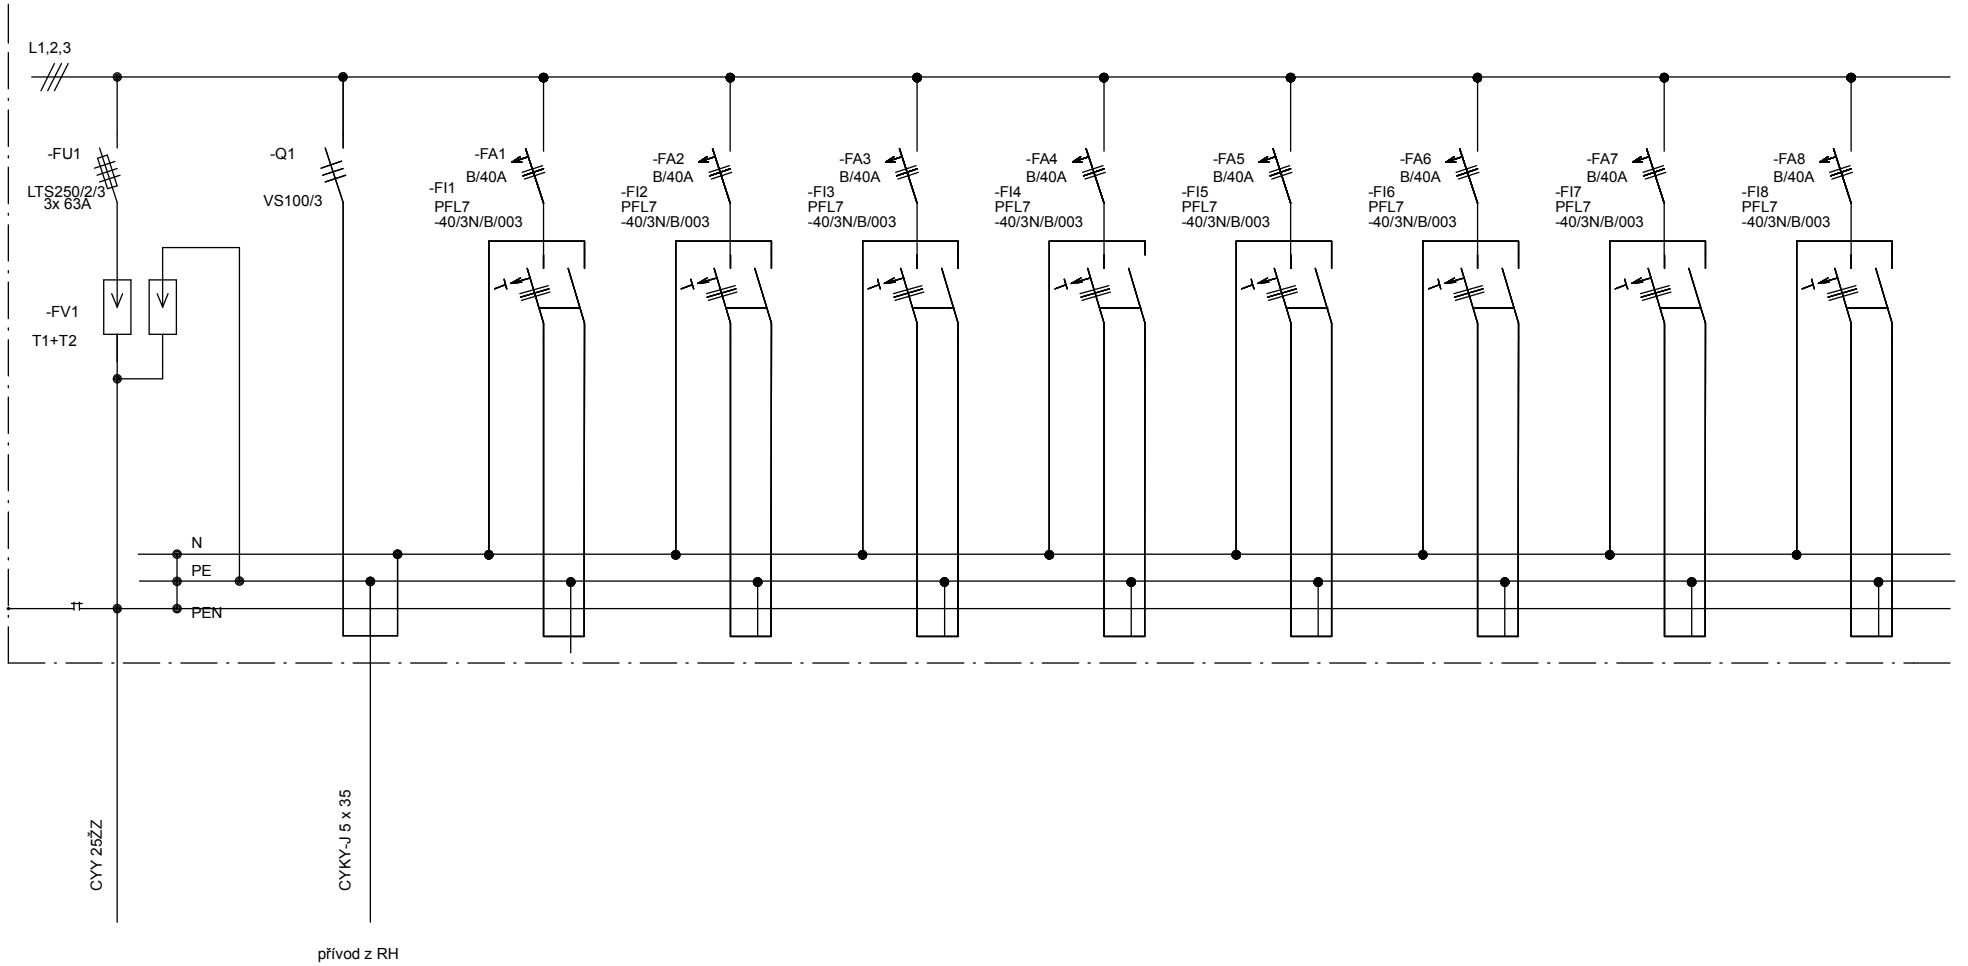 L1,2,3
-FU1
LTS250/2/3
3x 63A
-Q1
VS100/3
-FA1
B/40A
-FI1
PFL7
-40/3N/B/003
-FA2
B/40A
-FI2
PFL7
-40/3N/B/003
-FA3
B/40A
-FI3
PFL7
-40/3N/B/003
-FA4
B/40A
-FI4
PFL7
-40/3N/B/003
-FA5
B/40A
-FI5
PFL7
-40/3N/B/003
-FA6
B/40A
-FI6
PFL7
-40/3N/B/003
-FA7
B/40A
-FI7
PFL7
-40/3N/B/003
-FA8
B/40A
-FI8
PFL7
-40/3N/B/003
-FV1
T1+T2
N
PE
PEN
CYY 25ŽZ
CYKY-J 5 x 35
přívod z RH